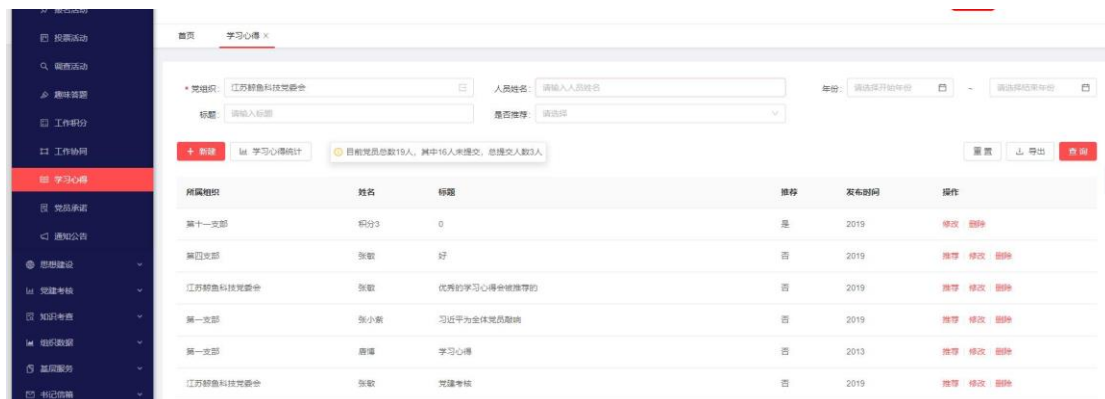 报名活动
投票活动
调查活动
趣味答题
工作积分
工作协同
学习心得
党员承诺
通知公告
思想建设
党建考核
知识考查
组织数据
基层服务
书记信箱
首页 学习心得 ×
* 党组织: 江苏鲸鱼科技党委会 人员姓名: 请输入人员姓名 年份: 请选择开始年份 - 请选择结束年份
标题: 请输入标题 是否推荐: 请选择
+ 新建 学习心得统计 目前党员总数19人，其中16人未提交，总提交人数3人 重置 导出 查询
所属组织 姓名 标题 推荐 发布时间 操作
第十一支部 积分3 0 是 2019 修改 删除
第四支部 张敏 好 否 2019 推荐 修改 删除
江苏鲸鱼科技党委会 张敏 优秀的学习心得会被推荐的 否 2019 推荐 修改 删除
第一支部 张小繁 习近平为全体党员敲响 否 2019 推荐 修改 删除
第一支部 唐墉 学习心得 否 2013 推荐 修改 删除
江苏鲸鱼科技党委会 张敏 党建考核 否 2019 推荐 修改 删除